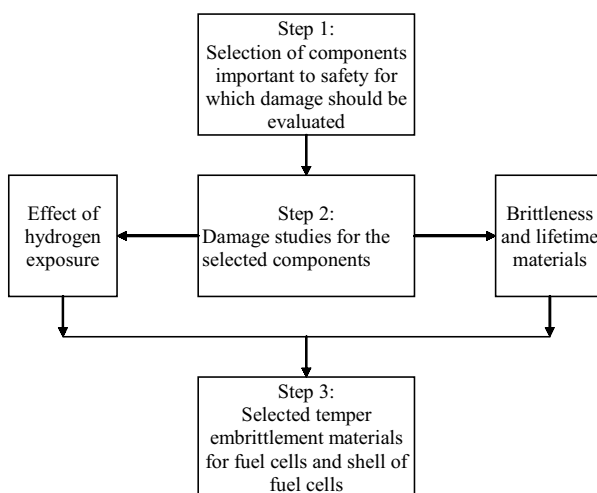 Step 1:
Selection of components
important to safety for
which damage should be
evaluated
Effect of
hydrogen
exposure
Step 2:
Damage studies for the
selected components
Brittleness
and lifetime
materials
Step 3:
Selected temper
embrittlement materials
for fuel cells and shell of
fuel cells